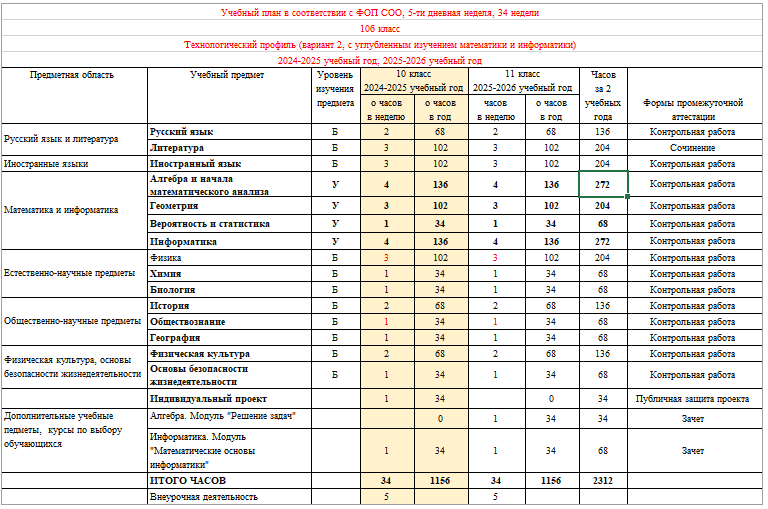 Учебный план в соответствии с ФОП СОО, 5-ти дневная неделя, 34 недели
10б класс
Технологический профиль (вариант 2, с углубленным изучением математики и информатики)
2024-2025 учебный год, 2025-2026 учебный год
Предметная область Учебный предмет Уровень изучения предмета 10 класс 2024-2025 учебный год 11 класс 2025-2026 учебный год Часов за 2 учебных года Формы промежуточной аттестации
о часов в неделю о часов в год часов в неделю о часов в год
Русский язык и литература Русский язык Б 2 68 2 68 136 Контрольная работа
Литература Б 3 102 3 102 204 Сочинение
Иностранные языки Иностранный язык Б 3 102 3 102 204 Контрольная работа
Математика и информатика Алгебра и начала математического анализа У 4 136 4 136 272 Контрольная работа
Геометрия У 3 102 3 102 204 Контрольная работа
Вероятность и статистика У 1 34 1 34 68 Контрольная работа
Информатика У 4 136 4 136 272 Контрольная работа
Естественно-научные предметы Физика Б 3 102 3 102 204 Контрольная работа
Химия Б 1 34 1 34 68 Контрольная работа
Биология Б 1 34 1 34 68 Контрольная работа
Общественно-научные предметы История Б 2 68 2 68 136 Контрольная работа
Обществознание Б 1 34 1 34 68 Контрольная работа
География Б 1 34 1 34 68 Контрольная работа
Физическая культура, основы безопасности жизнедеятельности Физическая культура Б 2 68 2 68 136 Контрольная работа
Основы безопасности жизнедеятельности Б 1 34 1 34 68 Контрольная работа
Индивидуальный проект 1 34 0 34 Публичная защита проекта
Дополнительные учебные педметы, курсы по выбору обучающихся Алгебра. Модуль "Решение задач" 0 1 34 34 Зачет
Информатика. Модуль "Математические основы информатики" 1 34 1 34 68 Зачет
ИТОГО ЧАСОВ 34 1156 34 1156 2312
Внеурочная деятельность 5 5